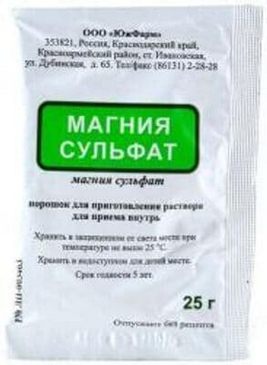 ООО «ЮжФарм»
353821, Россия, Краснодарский край,
Красноармейский район, ст. Ивановская,
ул. Дубинская, д. 65. Тел/факс (86131) 2-28-28
МАГНИЯ
СУЛЬФАТ
магния сульфат
порошок для приготовления раствора
для приема внутрь
Хранить в защищенном от света месте при
температуре не выше 25 °С.
Хранить в недоступном для детей месте.
Срок годности 5 лет.
25 г
Отпускают без рецепта